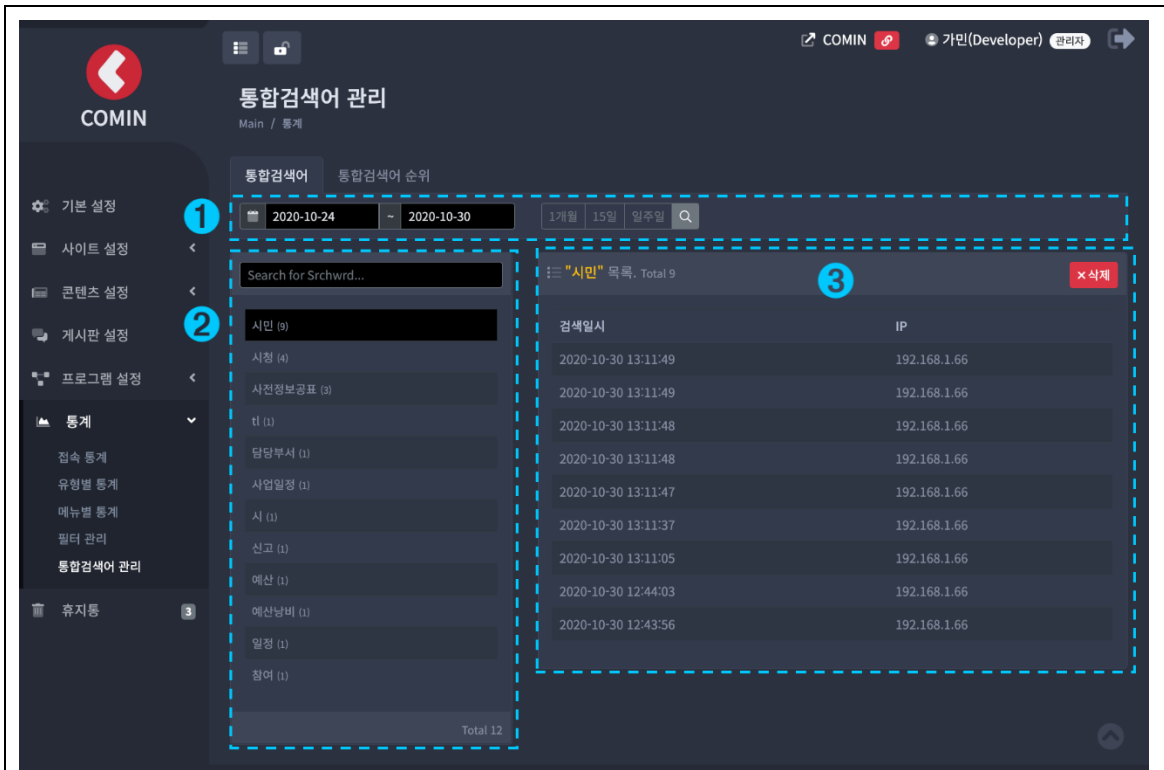 COMIN
COMIN
가민(Developer) 관리자
통합검색어 관리
Main / 통계
기본 설정
사이트 설정
콘텐츠 설정
게시판 설정
프로그램 설정
통계
접속 통계
유형별 통계
메뉴별 통계
필터 관리
통합검색어 관리
휴지통 3
통합검색어 통합검색어 순위
1
2020-10-24 ~ 2020-10-30 1개월 15일 일주일
2
Search for Srchwrd...
시민 (9)
시청 (4)
사전정보공표 (3)
tl (1)
담당부서 (1)
사업일정 (1)
시 (1)
신고 (1)
예산 (1)
예산낭비 (1)
일정 (1)
참여 (1)
Total 12
"시민" 목록. Total 9
3
×삭제
검색일시 IP
2020-10-30 13:11:49 192.168.1.66
2020-10-30 13:11:49 192.168.1.66
2020-10-30 13:11:48 192.168.1.66
2020-10-30 13:11:48 192.168.1.66
2020-10-30 13:11:47 192.168.1.66
2020-10-30 13:11:37 192.168.1.66
2020-10-30 13:11:05 192.168.1.66
2020-10-30 12:44:03 192.168.1.66
2020-10-30 12:43:56 192.168.1.66